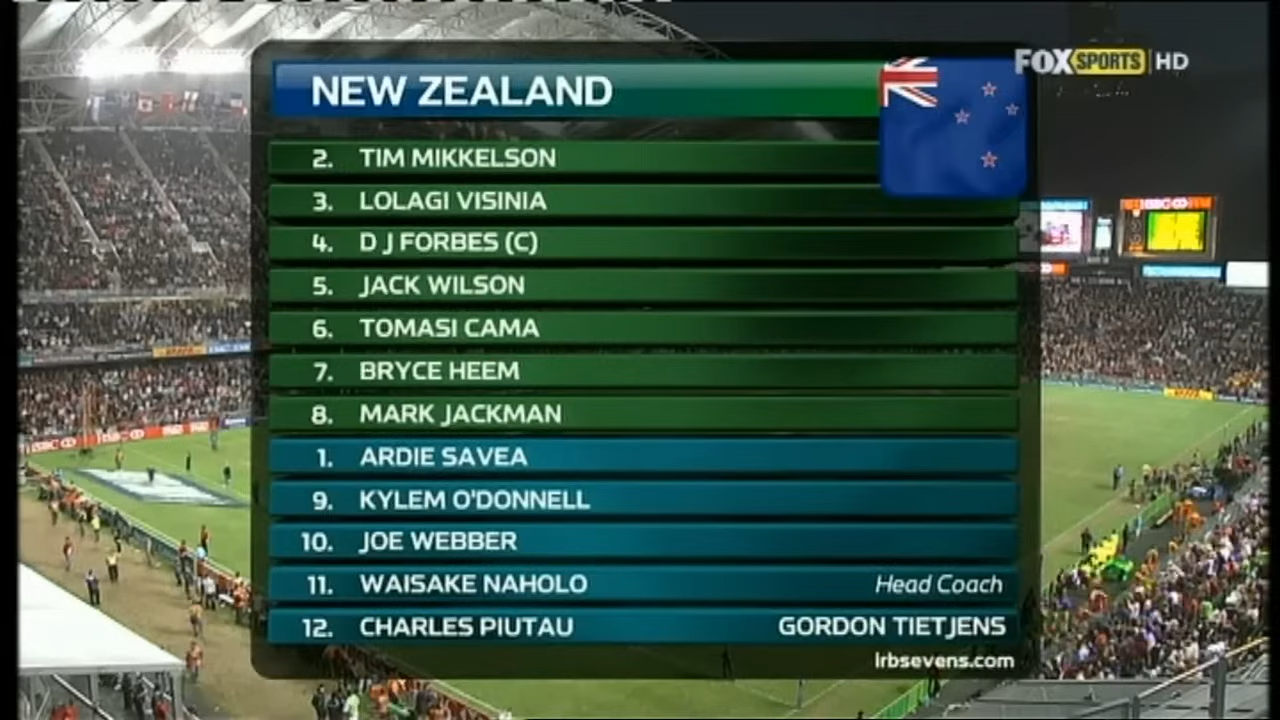 NEW ZEALAND
FOX SPORTS HD
2. TIM MIKKELSON
3. LOLAGI VISINIA
4. D J FORBES (C)
5. JACK WILSON
6. TOMASI CAMA
7. BRYCE HEEM
8. MARK JACKMAN
1. ARDIE SAVEA
9. KYLEM O'DONNELL
10. JOE WEBBER
11. WAISAKE NAHOLO Head Coach
12. CHARLES PIUTAU GORDON TIETJENS
Irbsevens.com
HSBC